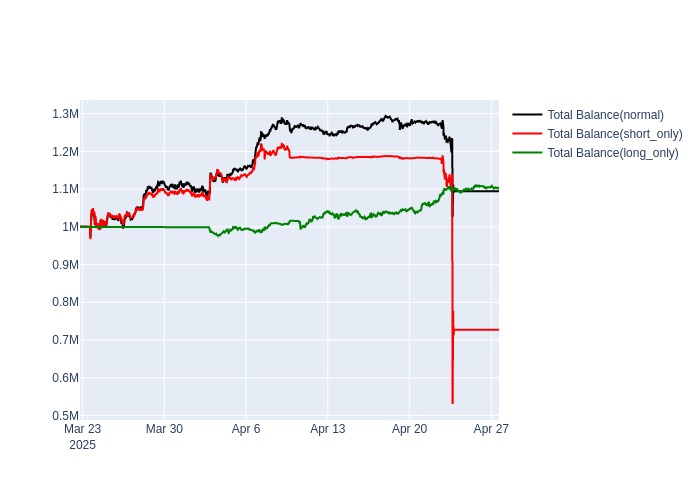 1.3M
1.2M
1.1M
1M
0.9M
0.8M
0.7M
0.6M
0.5M
Mar 23
2025
Mar 30
Apr 6
Apr 13
Apr 20
Apr 27
Total Balance(normal)
Total Balance(short_only)
Total Balance(long_only)